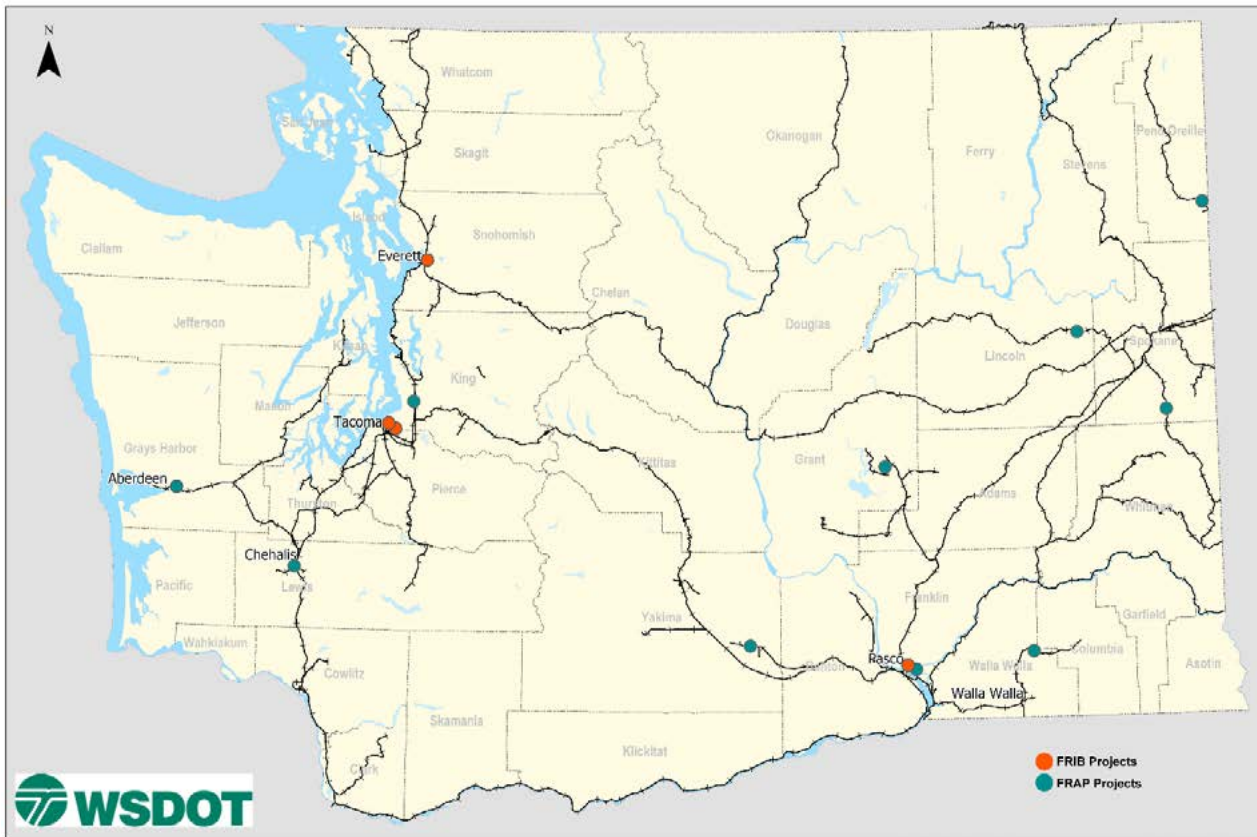 N
Whatcom
San Juan
Okanogan
Pend Oreille
Skagit
Ferry
Stevens
Island
Snohomish
Clallam
Everett
Chelan
Jefferson
Douglas
Kitsap
Lincoln
Spokane
King
Mason
Tacoma
Grays Harbor
Kittitas
Grant
Aberdeen
Thurston
Pierce
Adams
Whitman
Chehalis
Pacific
Lewis
Franklin
Garfield
Wahkiakum
Yakima
Pasco
Benton
Walla Walla
Columbia
Asotin
Cowlitz
Walla Walla
Skamania
Klickitat
Clark
FRIB Projects
FRAP Projects
WSDOT